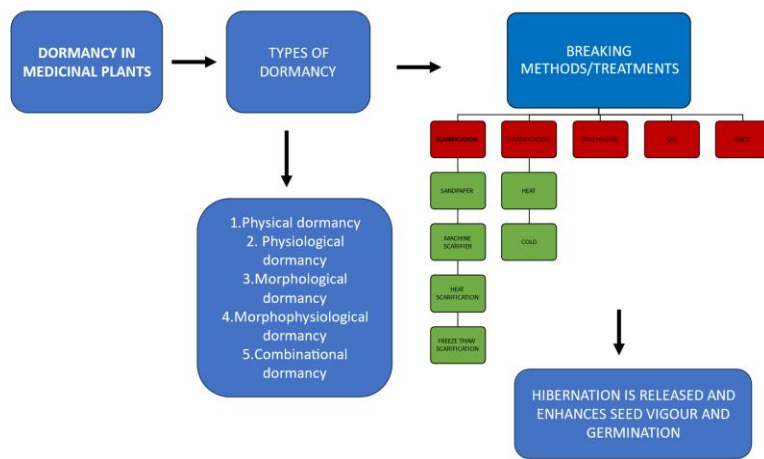 DORMANCY IN
MEDICINAL PLANTS
TYPES OF
DORMANCY
BREAKING
METHODS/TREATMENTS
SCARIFICATION
STRATIFICATION
PRECHILLING
GA3
KNO3
SANDPAPER
HEAT
MACHINE
SCARIFIER
COLD
HEAT
SCARIFICATION
FREEZE THAW
SCARIFICATION
1.Physical dormancy
2. Physiological
dormancy
3.Morphological
dormancy
4.Morphophysiological
dormancy
5.Combinational
dormancy
HIBERNATION IS RELEASED AND
ENHANCES SEED VIGOUR AND
GERMINATION